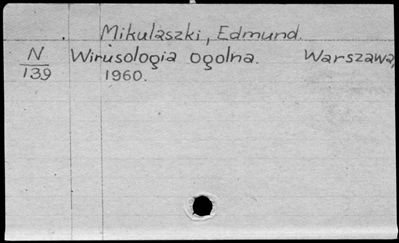 Mikulaszki, Edmund.
N Wirusologia ogolna. Warszawa,
139 1960.